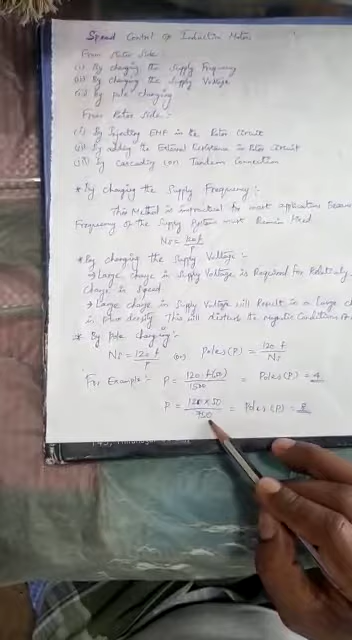 Speed Control of Induction Motors
From Stator Side:-
(i) By changing the Supply Frequency
(ii) By changing the Supply Voltage
(iii) By pole changing
From Rotor Side:-
(i) By Injecting EMF in the Rotor Circuit
(ii) By adding the External Resistance in Rotor Circuit
(iii) By Cascading (or) Tandem Connection
* By changing the Supply Frequency:-
This Method is impractical for most applications Because
Frequency of the Supply System must Remain Fixed
Ns = 120f/P
* By changing the Supply Voltage:-
→ Large change in Supply Voltage is Required for Relatively
change in Speed
→ Large change in Supply Voltage will Result in a Large
in flux density This will disturb the Magnetic Conditions of
* By Pole changing:-
Ns = 120 f/P (or) Poles (P) = 120 f/Ns
For Example:- P = 120 f(50)/1500 = Poles (P) = 4
P = 120 x 50/750 = Poles (P) = 8